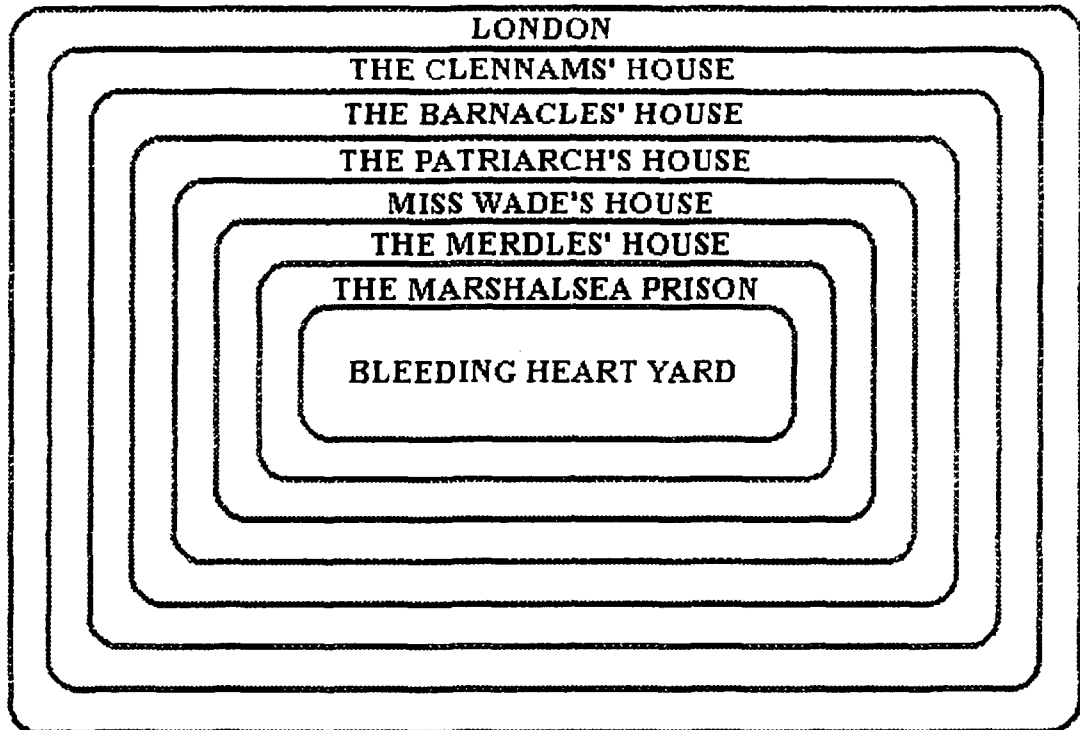 LONDON
THE CLENNAMS' HOUSE
THE BARNACLES' HOUSE
THE PATRIARCH'S HOUSE
MISS WADE'S HOUSE
THE MERDLES' HOUSE
THE MARSHALSEA PRISON
BLEEDING HEART YARD